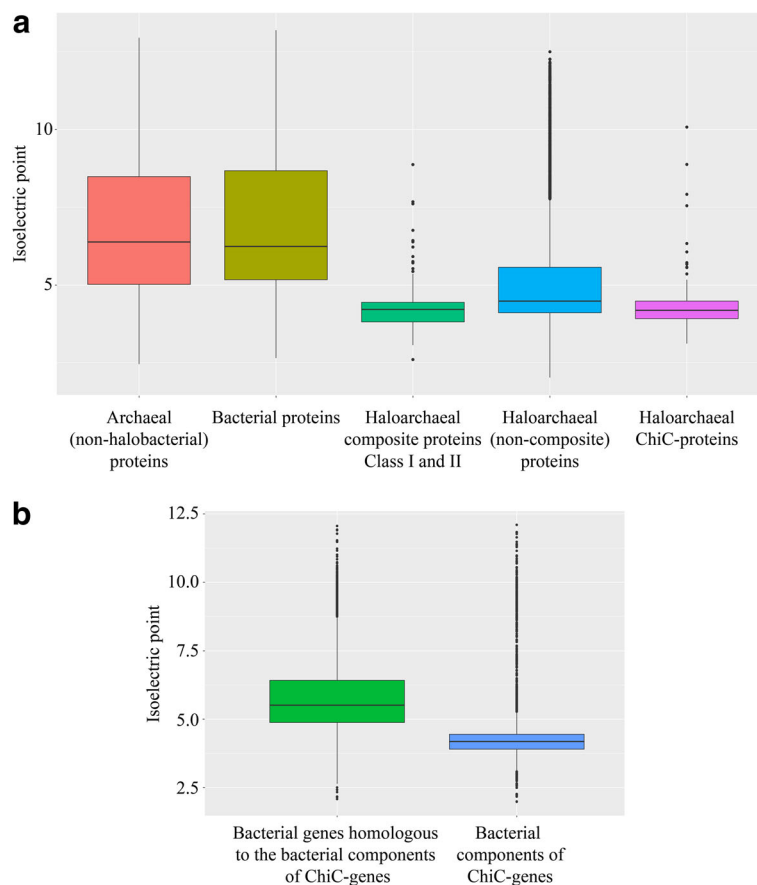 a
Isoelectric point
10
5
Archaeal
(non-halobacterial)
proteins
Bacterial proteins
Haloarchaeal
composite proteins
Class I and II
Haloarchaeal
(non-composite)
proteins
Haloarchaeal
ChiC-proteins
b
Isoelectric point
12.5
10.0
7.5
5.0
2.5
Bacterial genes homologous
to the bacterial components
of ChiC-genes
Bacterial
components of
ChiC-genes